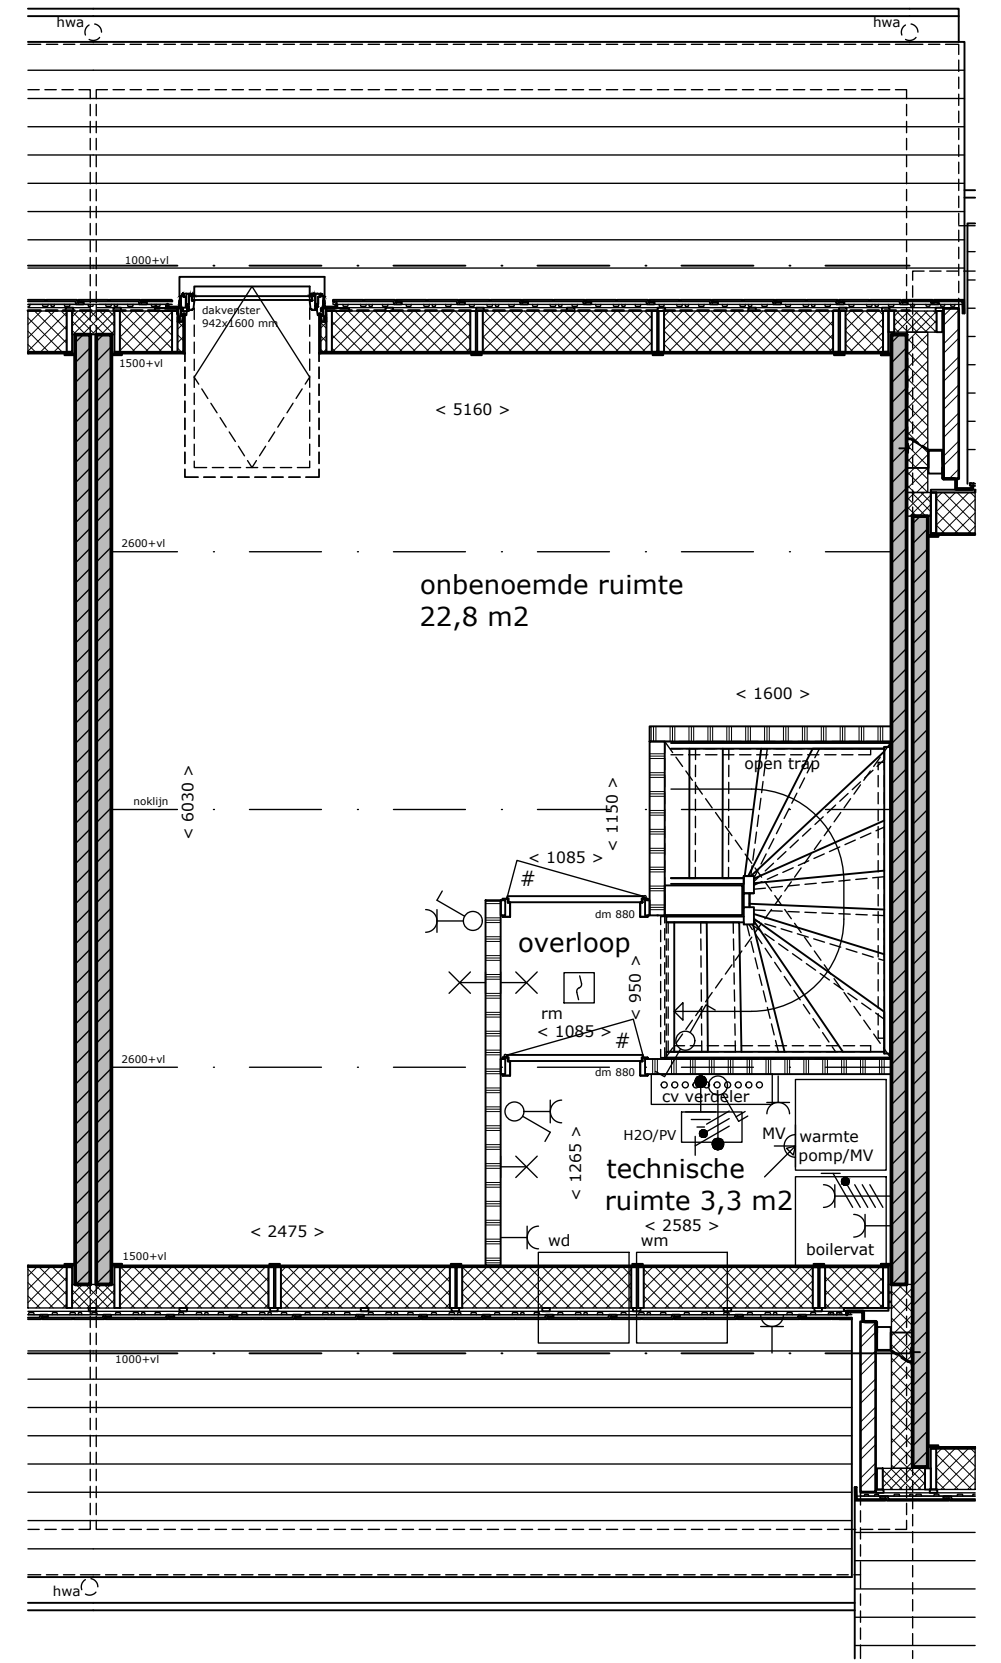 hwa
hwa
1000+vl
dakvenster
942x1600 mm
1500+vl
< 5160 >
2600+vl
onbenoemde ruimte
22,8 m2
< 1600 >
open trap
noklijn
< 6030 >
< 1150 >
< 1085 >
#
dm 880
overloop
< 950 >
rm
< 1085 >
#
2600+vl
dm 880
cv verdeler
H2O/PV
MV
warmte
pomp/MV
< 1265 >
technische
ruimte 3,3 m2
< 2475 >
< 2585 >
wd
wm
boilervat
1500+vl
1000+vl
hwa